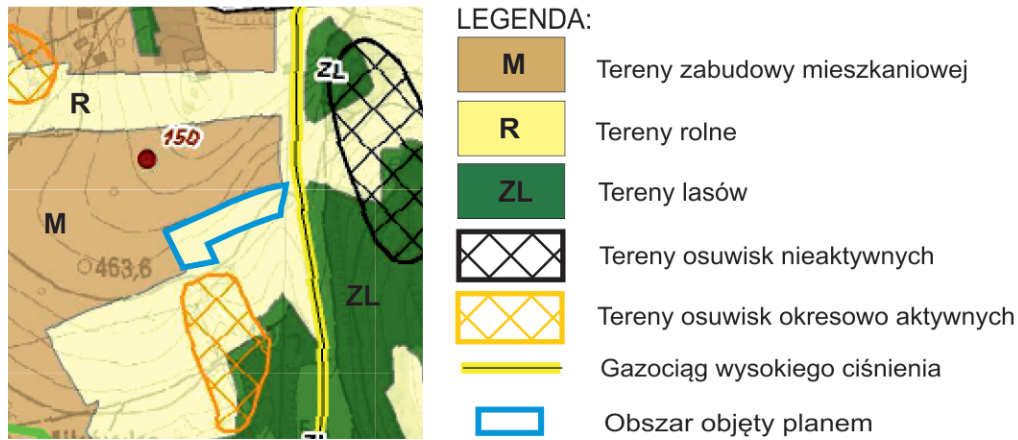 LEGENDA:
M Tereny zabudowy mieszkaniowej
R Tereny rolne
ZL Tereny lasów
Tereny osuwisk nieaktywnych
Tereny osuwisk okresowo aktywnych
Gazociąg wysokiego ciśnienia
Obszar objęty planem
ZL
R
150
M
463,6
ZL
ZL